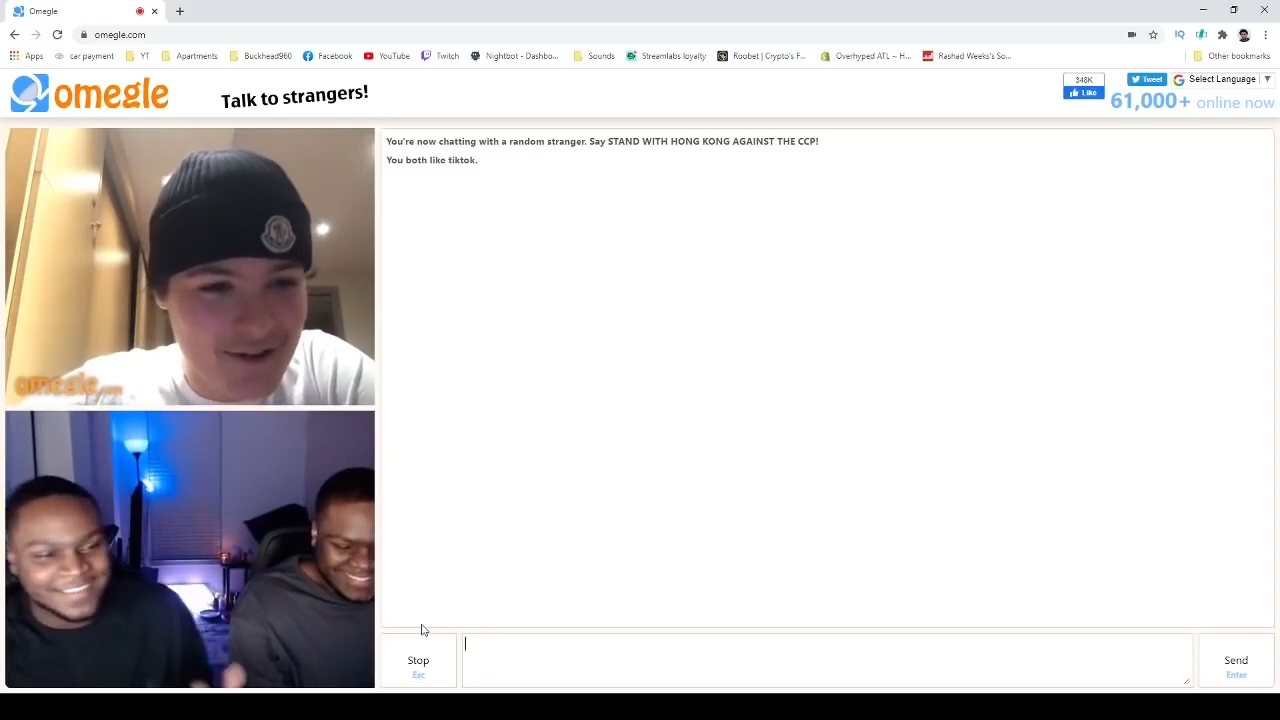 Omegle
omegle.com
Apps
car payment
YT
Apartments
Buckhead960
Facebook
YouTube
Twitch
Nightbot - Dashbo...
Sounds
Streamlabs loyalty
Roobet | Crypto's F...
Overhyped ATL – H...
Rashad Weeks's So...
Other bookmarks
omegle
Talk to strangers!
348K
Like
Tweet
Select Language
61,000+ online now
You're now chatting with a random stranger. Say STAND WITH HONG KONG AGAINST THE CCP!
You both like tiktok.
omegle.com
Stop
Esc
Send
Enter